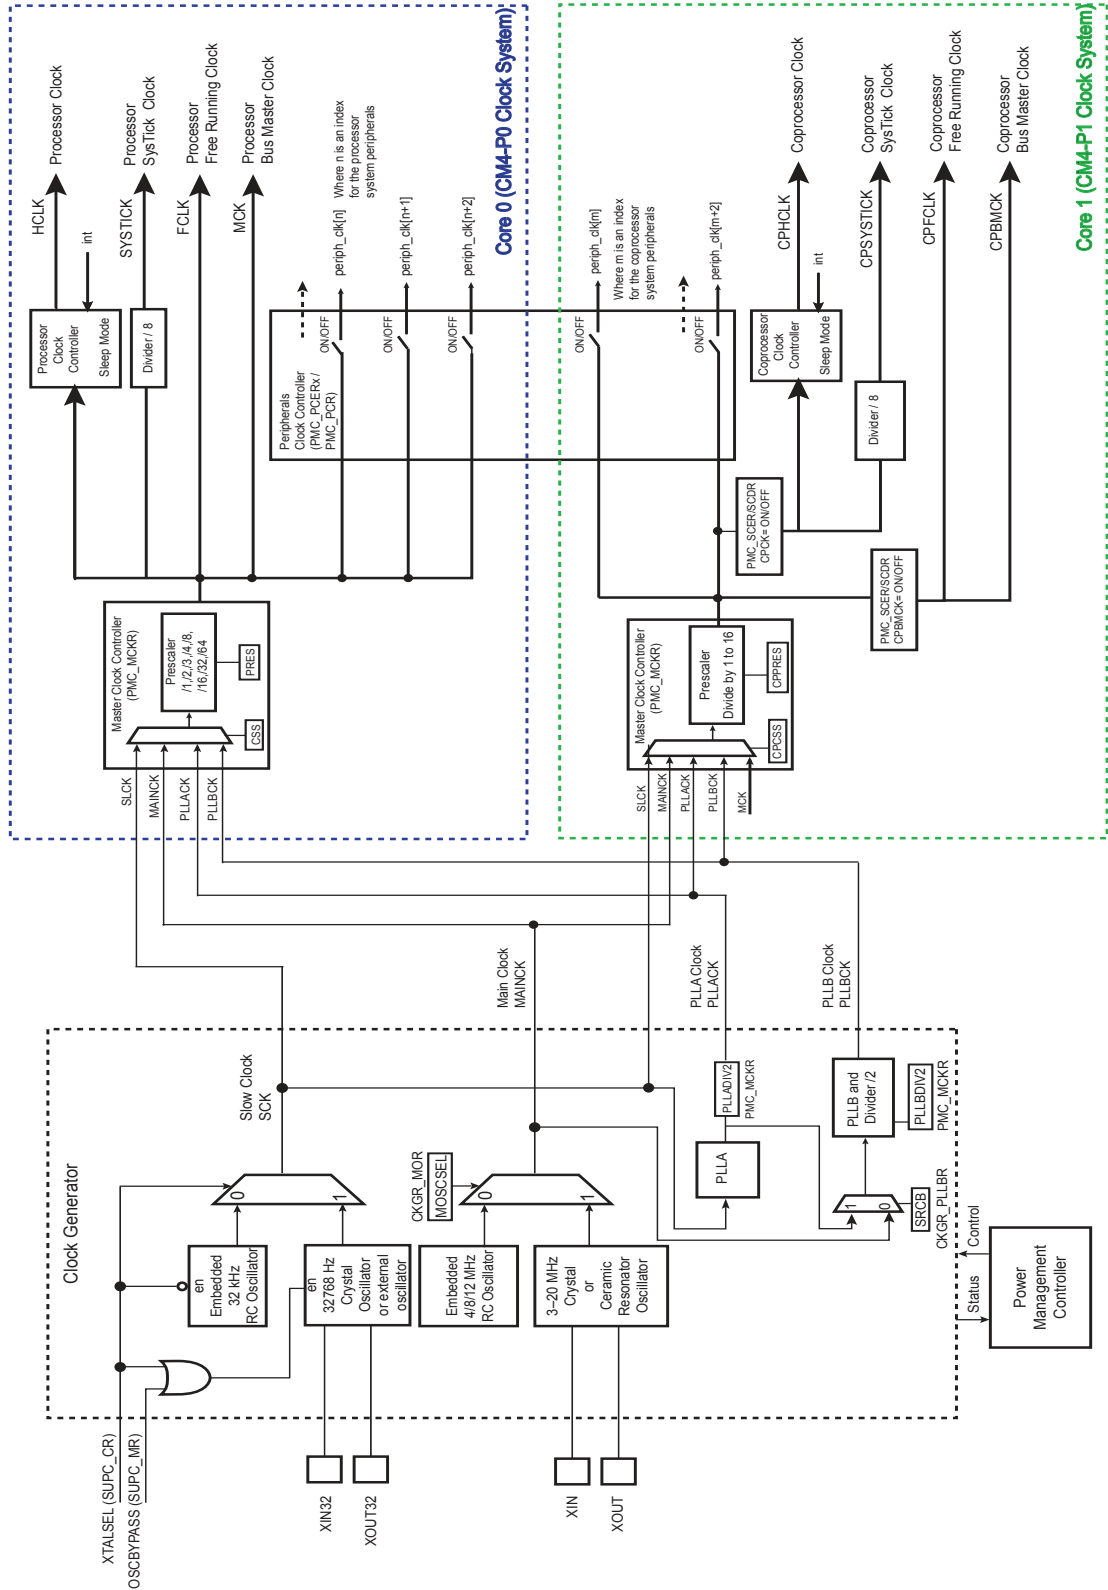 Clock Generator
XTALSEL (SUPC_CR)
OSCBYPASS (SUPC_MR)
XIN32
XOUT32
XIN
XOUT
en
Embedded
32 kHz
RC Oscillator
en
32768 Hz
Crystal
Oscillator
or external
oscillator
Embedded
4/8/12 MHz
RC Oscillator
3–20 MHz
Crystal
or
Ceramic
Resonator
Oscillator
0
1
CKGR_MOR
MOSCSEL
0
1
Slow Clock
SCK
Main Clock
MAINCK
PLLA
PLLADIV2
PMC_MCKR
PLLA Clock
PLLACK
1
0
SRCB
CKGR_PLLBR
PLLB and
Divider /2
PLLBDIV2
PMC_MCKR
PLLB Clock
PLLBCK
Status
Control
Power
Management
Controller
SLCK
MAINCK
PLLACK
PLLBCK
Master Clock Controller
(PMC_MCKR)
CSS
Prescaler
/1,/2,/3,/4,/8,
/16,/32,/64
PRES
Processor
Clock
Controller
Sleep Mode
int
HCLK
Processor Clock
Divider / 8
SYSTICK
Processor
SysTick Clock
FCLK
Processor
Free Running Clock
MCK
Processor
Bus Master Clock
Peripherals
Clock Controller
(PMC_PCERx /
PMC_PCR)
ON/OFF
periph_clk[n]
Where n is an index
for the processor
system peripherals
ON/OFF
periph_clk[n+1]
ON/OFF
periph_clk[n+2]
Core 0 (CM4-P0 Clock System)
SLCK
MAINCK
PLLACK
PLLBCK
MCK
Master Clock Controller
(PMC_MCKR)
CPCSS
Prescaler
Divide by 1 to 16
CPPRES
ON/OFF
periph_clk[m]
Where m is an index
for the coprocessor
system peripherals
ON/OFF
periph_clk[m+2]
PMC_SCER/SCDR
CPCK= ON/OFF
Coprocessor
Clock
Controller
Sleep Mode
int
CPHCLK
Coprocessor Clock
Divider / 8
CPSYSTICK
Coprocessor
SysTick Clock
PMC_SCER/SCDR
CPBMCK= ON/OFF
CPFCLK
Coprocessor
Free Running Clock
CPBMCK
Coprocessor
Bus Master Clock
Core 1 (CM4-P1 Clock System)